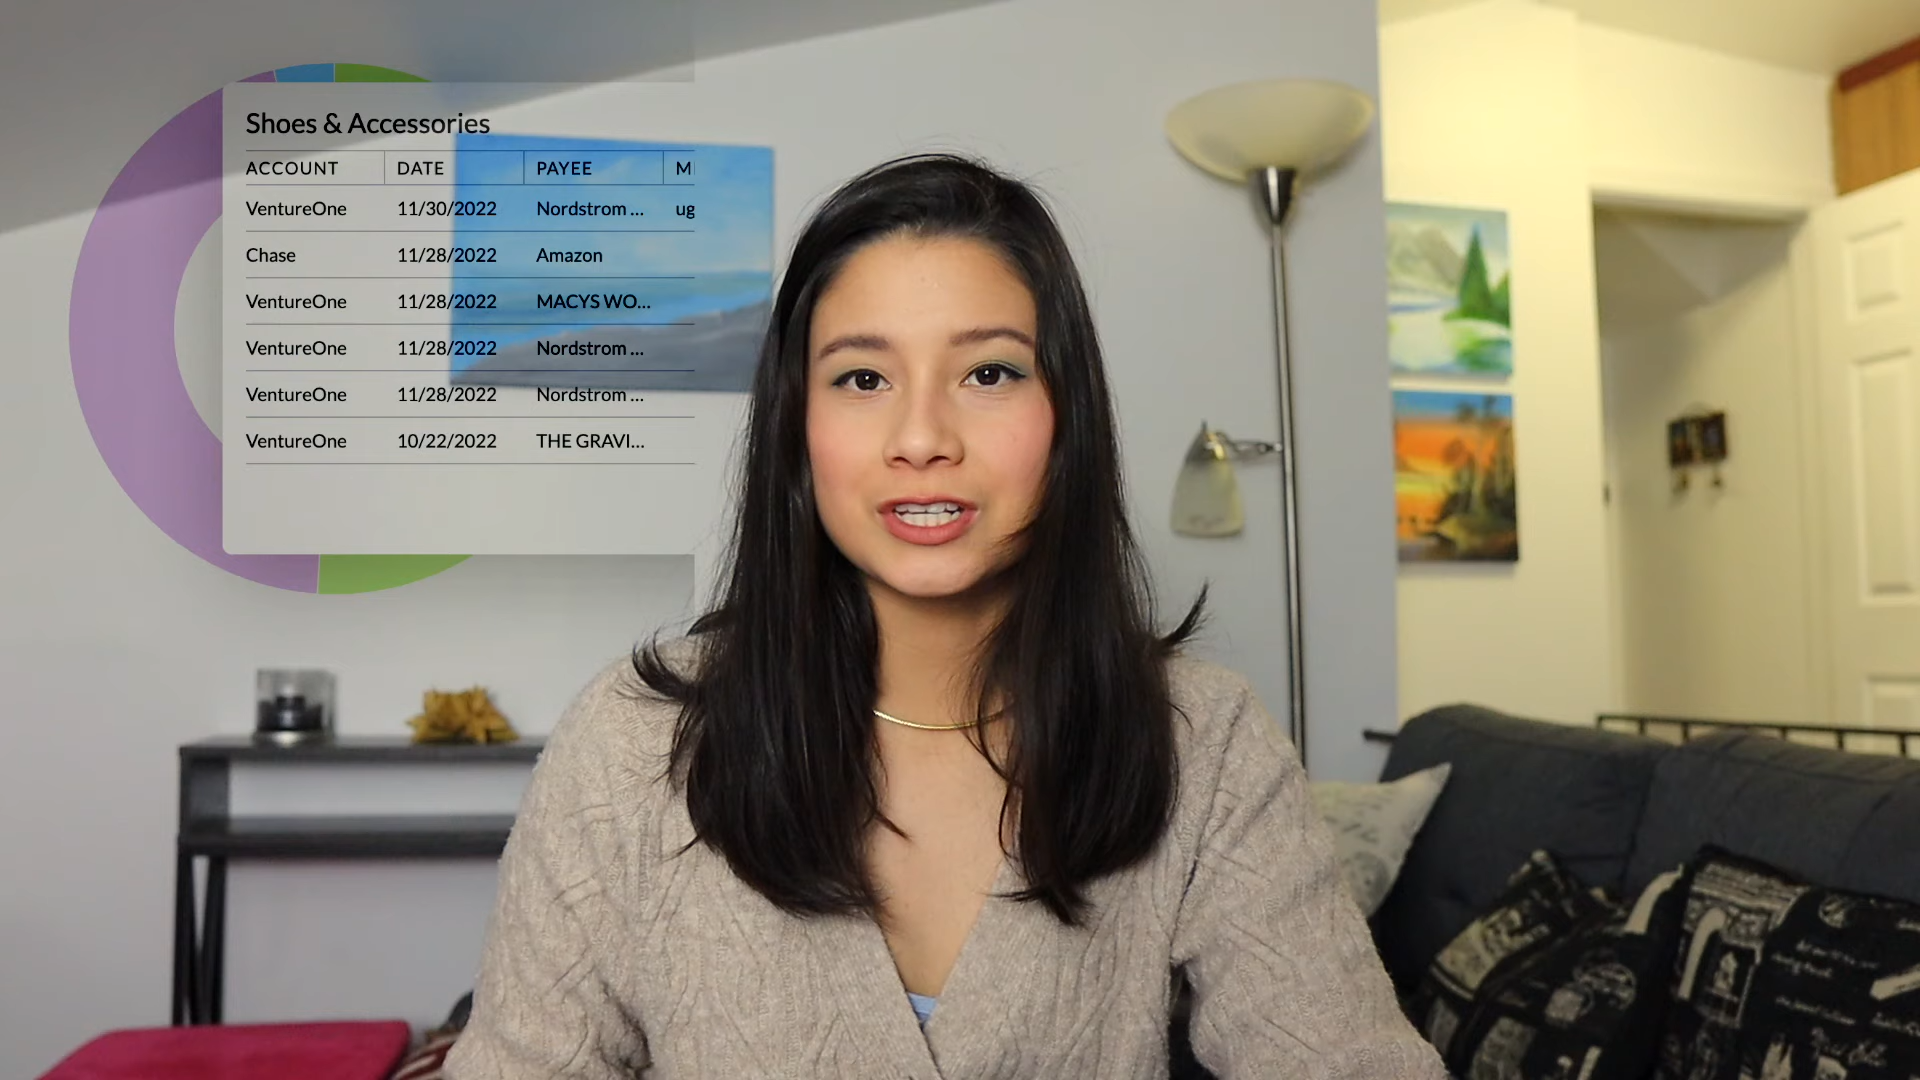 Shoes & Accessories
ACCOUNT DATE PAYEE M
VentureOne 11/30/2022 Nordstrom ... ug
Chase 11/28/2022 Amazon
VentureOne 11/28/2022 MACYS WO...
VentureOne 11/28/2022 Nordstrom ...
VentureOne 11/28/2022 Nordstrom ...
VentureOne 10/22/2022 THE GRAVI...